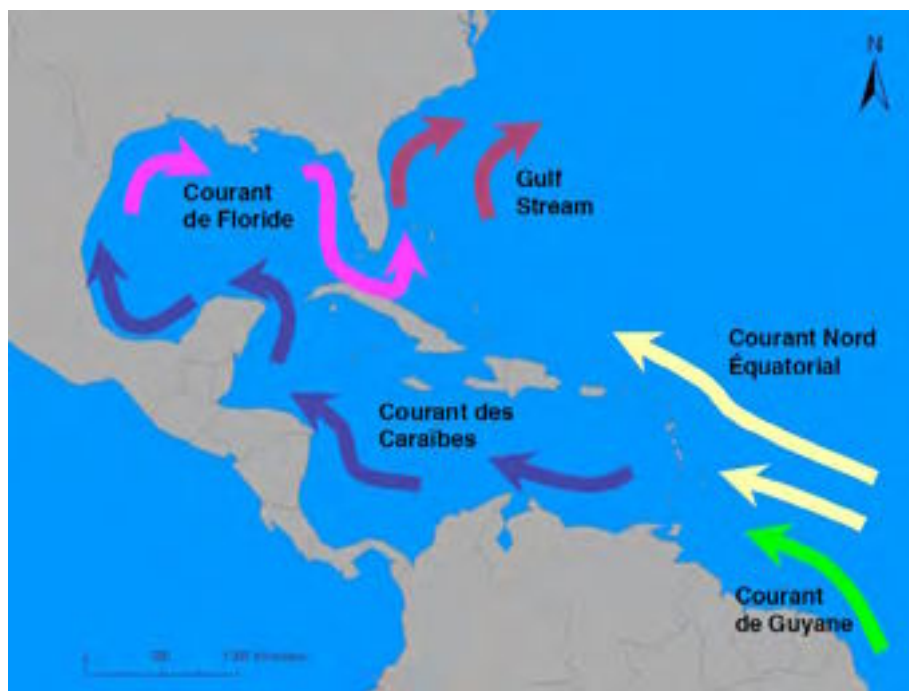 N
Courant
de Floride
Gulf
Stream
Courant Nord
Équatorial
Courant des
Caraïbes
Courant
de Guyane